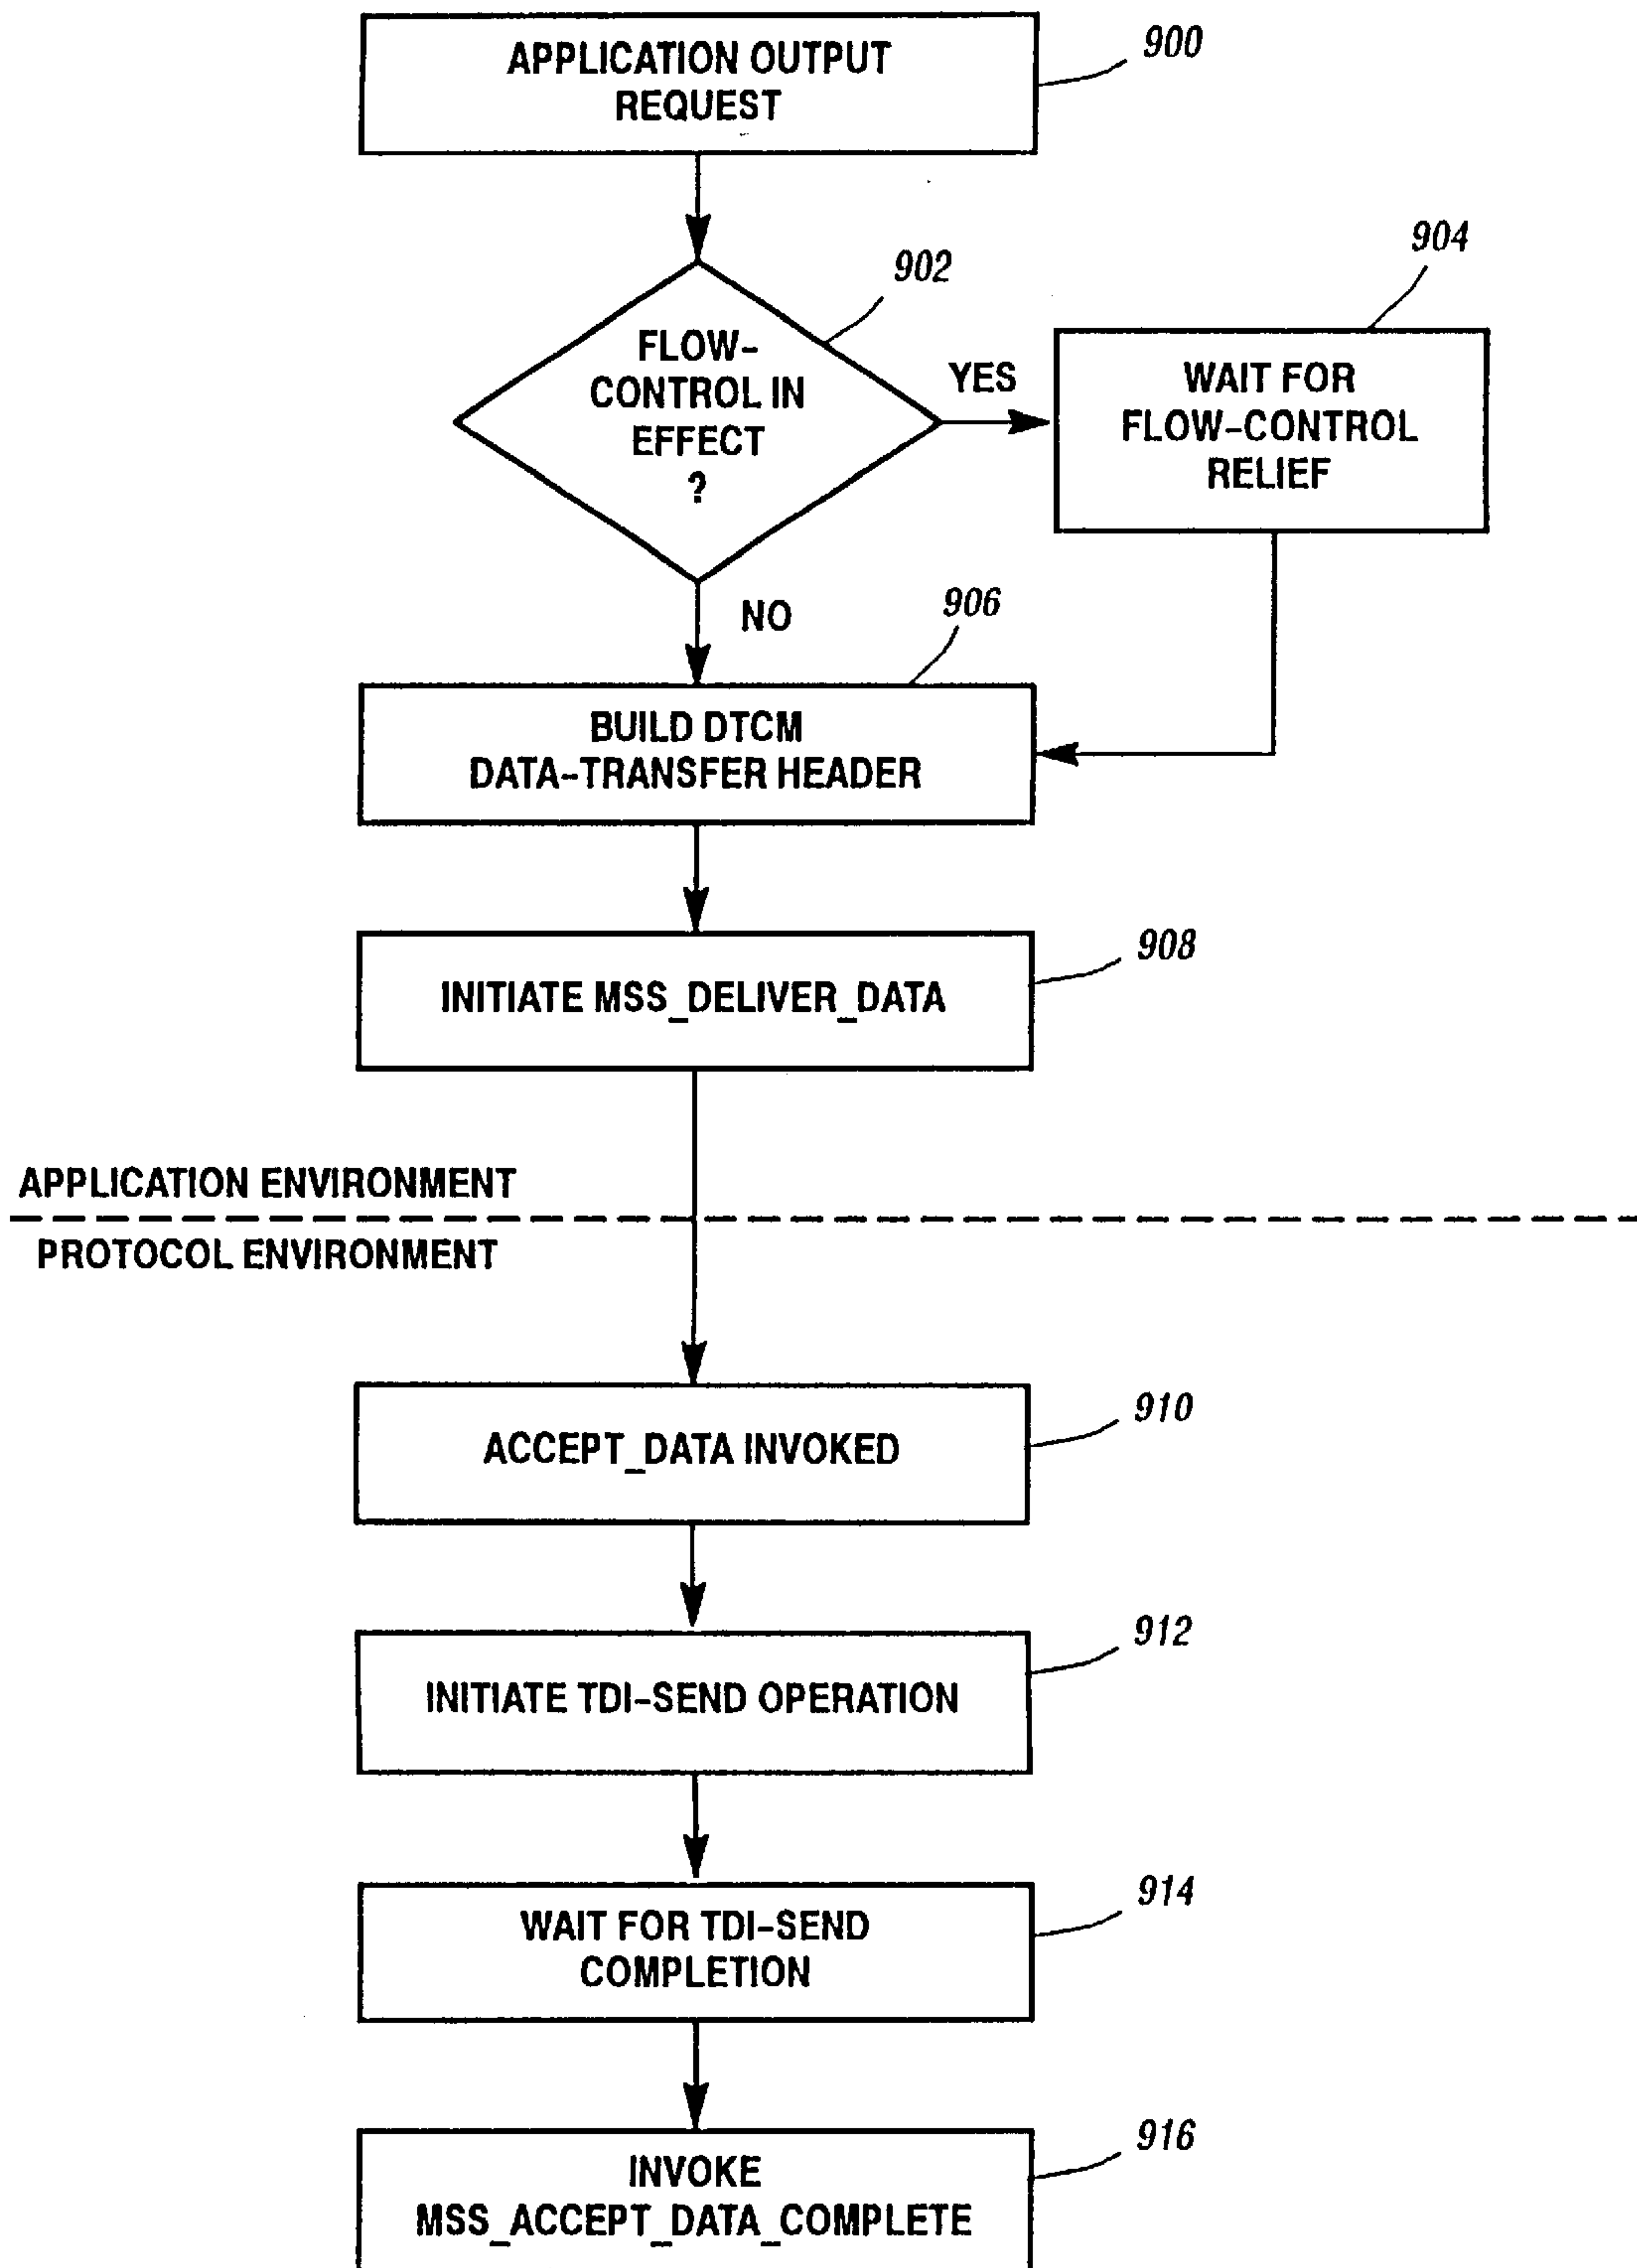 APPLICATION OUTPUT
REQUEST
900
902
904
FLOW-
CONTROL IN
EFFECT
?
YES
WAIT FOR
FLOW-CONTROL
RELIEF
NO
906
BUILD DTCM
DATA-TRANSFER HEADER
908
INITIATE MSS_DELIVER_DATA
APPLICATION ENVIRONMENT
PROTOCOL ENVIRONMENT
910
ACCEPT_DATA INVOKED
912
INITIATE TDI-SEND OPERATION
914
WAIT FOR TDI-SEND
COMPLETION
916
INVOKE
MSS_ACCEPT_DATA_COMPLETE